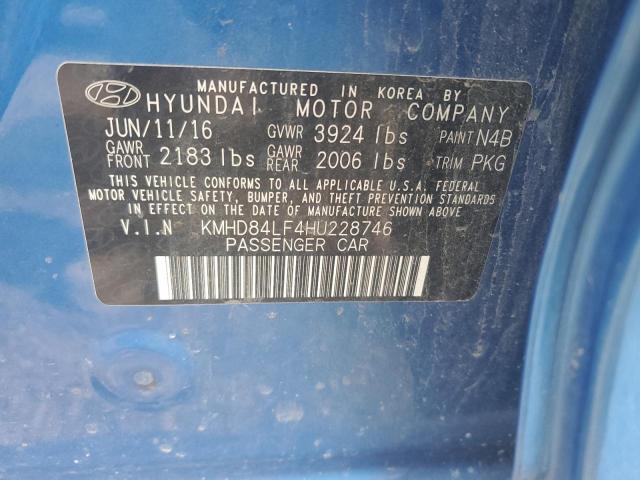 MANUFACTURED IN KOREA BY
HYUNDAI MOTOR COMPANY
JUN/11/16 GVWR 3924 lbs PAINT N4B
GAWR FRONT 2183 lbs GAWR REAR 2006 lbs TRIM PKG
THIS VEHICLE CONFORMS TO ALL APPLICABLE U.S.A. FEDERAL
MOTOR VEHICLE SAFETY, BUMPER, AND THEFT PREVENTION STANDARDS
IN EFFECT ON THE DATE OF MANUFACTURE SHOWN ABOVE.
V.I.N KMHD84LF4HU228746
PASSENGER CAR